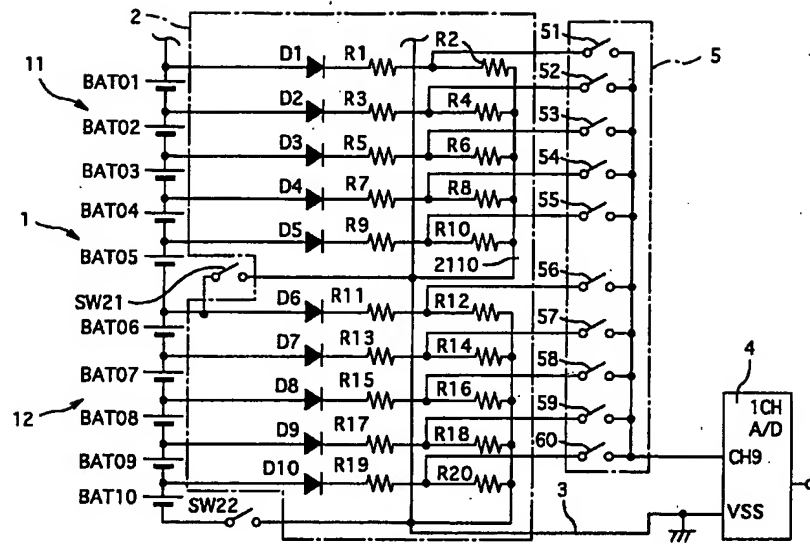 2
51
D1 R1 R2
5
BAT01
52
11
D2 R3 R4
BAT02
53
D3 R5 R6
BAT03
54
D4 R7 R8
4
BAT04
55
1
D5 R9 R10
BAT05
2110
56
SW21
D6 R11 R12
57
BAT06
D7 R13 R14
58
BAT07
D8 R15 R16
59
12
BAT08
D9 R17 R18
60
BAT09
D10 R19 R20
BAT10
SW22
3
1CH
A/D
CH9
VSS